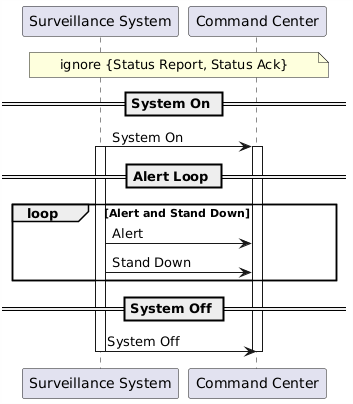 Surveillance System Command Center
ignore {Status Report, Status Ack}
System On
System On
Alert Loop
loop [Alert and Stand Down]
Alert
Stand Down
System Off
System Off
Surveillance System Command Center